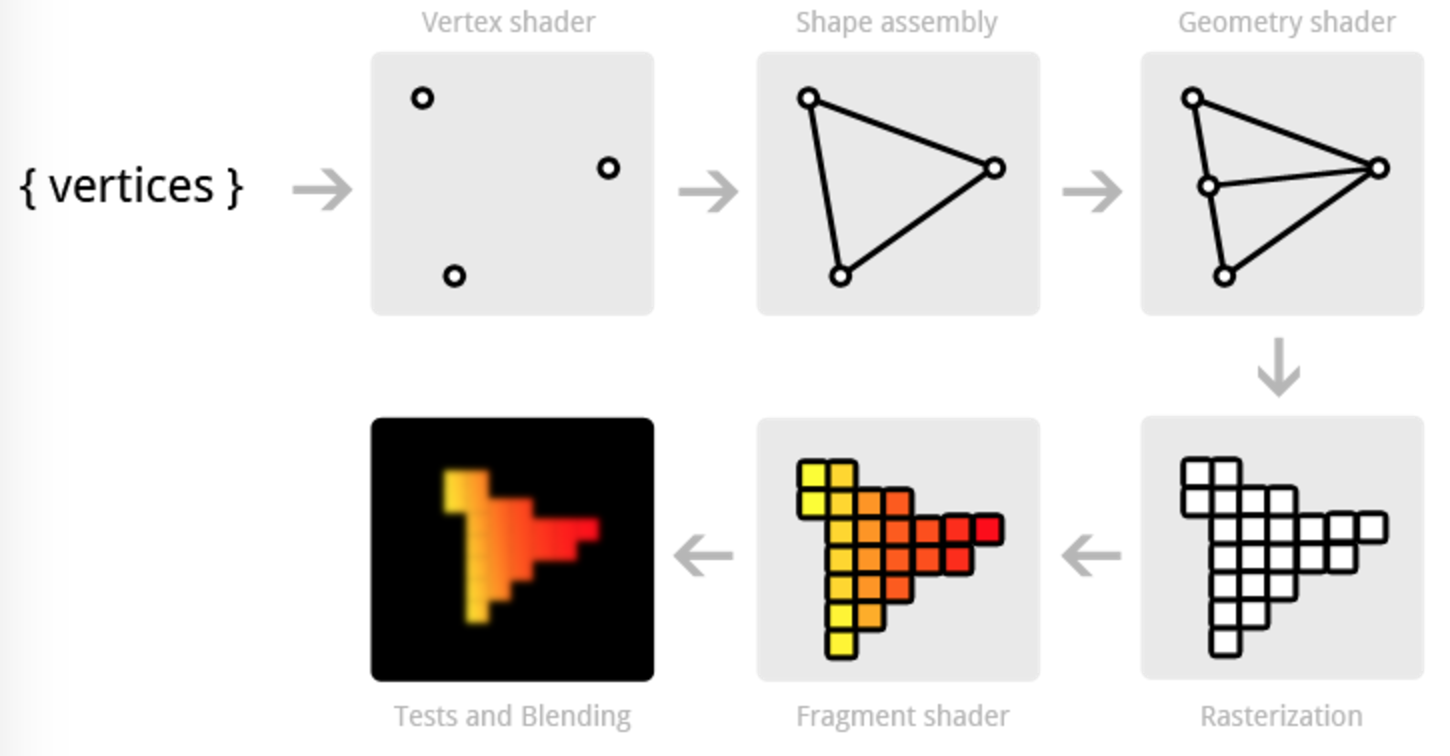 Vertex shader
Shape assembly
Geometry shader
{ vertices }
Tests and Blending
Fragment shader
Rasterization